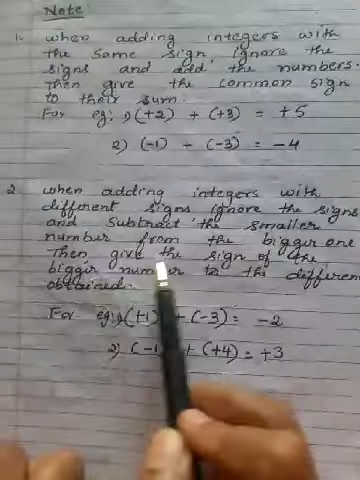 Note
1. when adding integers with
the same sign ignore the
signs and add the numbers.
Then give the common sign
to their sum.
For eg: 1) (+2) + (+3) = +5
2) (-1) + (-3) = -4
2 when adding integers with
different signs ignore the signs
and subtract the smaller
number from the bigger one
Then give the sign of the
bigger number to the differen
obtained.
For eg: 1) (+1) + (-3) = -2
2) (-1 + (+4) = +3